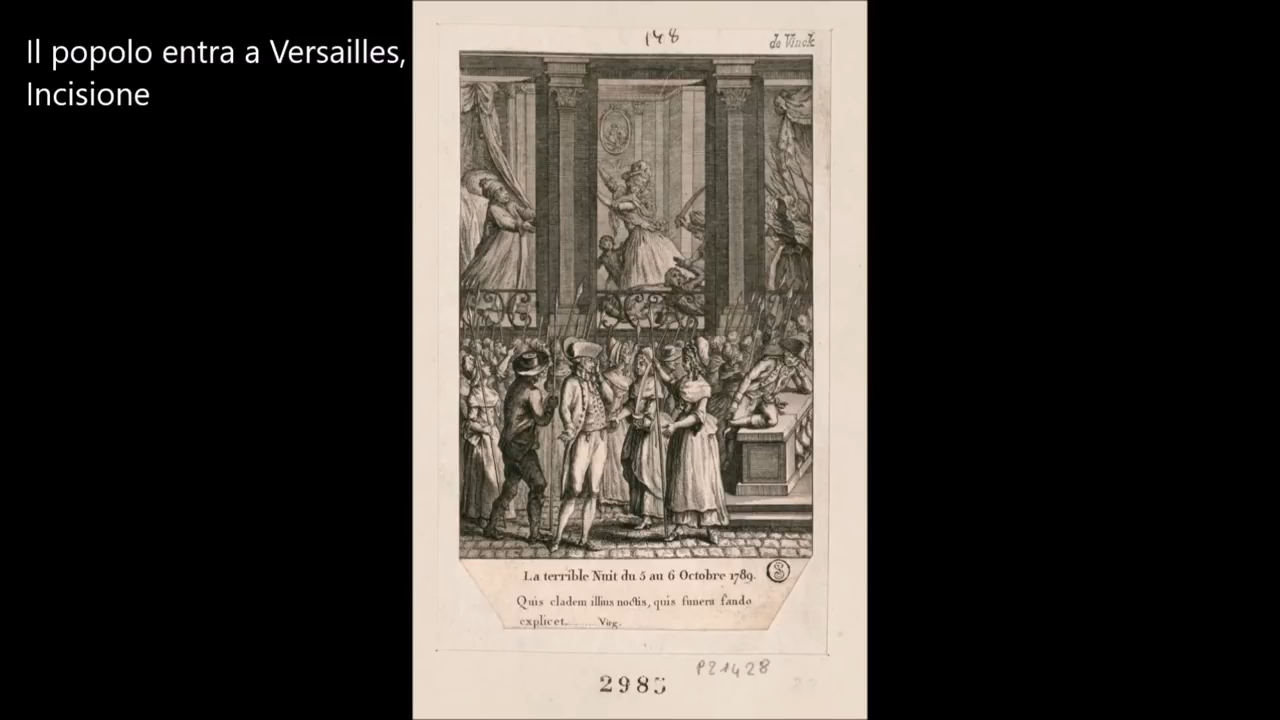 Il popolo entra a Versailles,
Incisione
148
de Vinck
La terrible Nuit du 5 au 6 Octobre 1789.
Quis cladem illius noctis, quis funera fando
explicet...... Virg.
P21428
2985